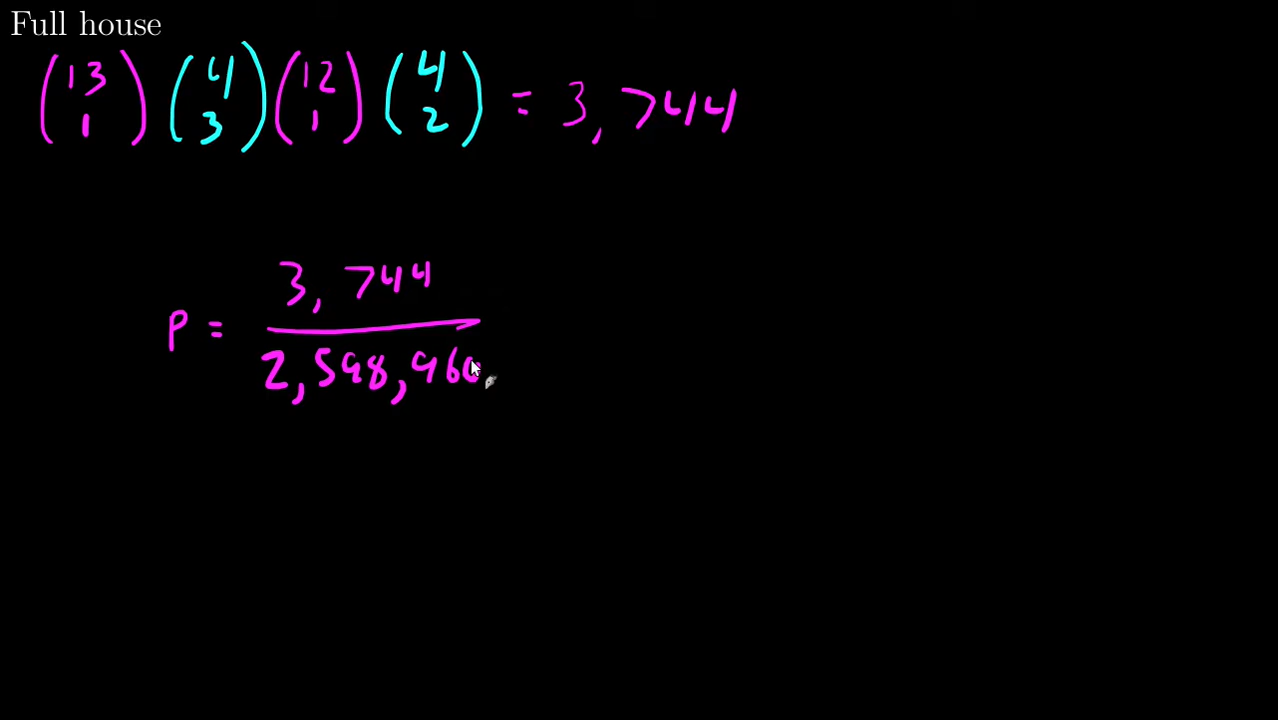 Full house
(13 1) (4 3) (12 1) (4 2) = 3,744
3,744
P =
2,598,960